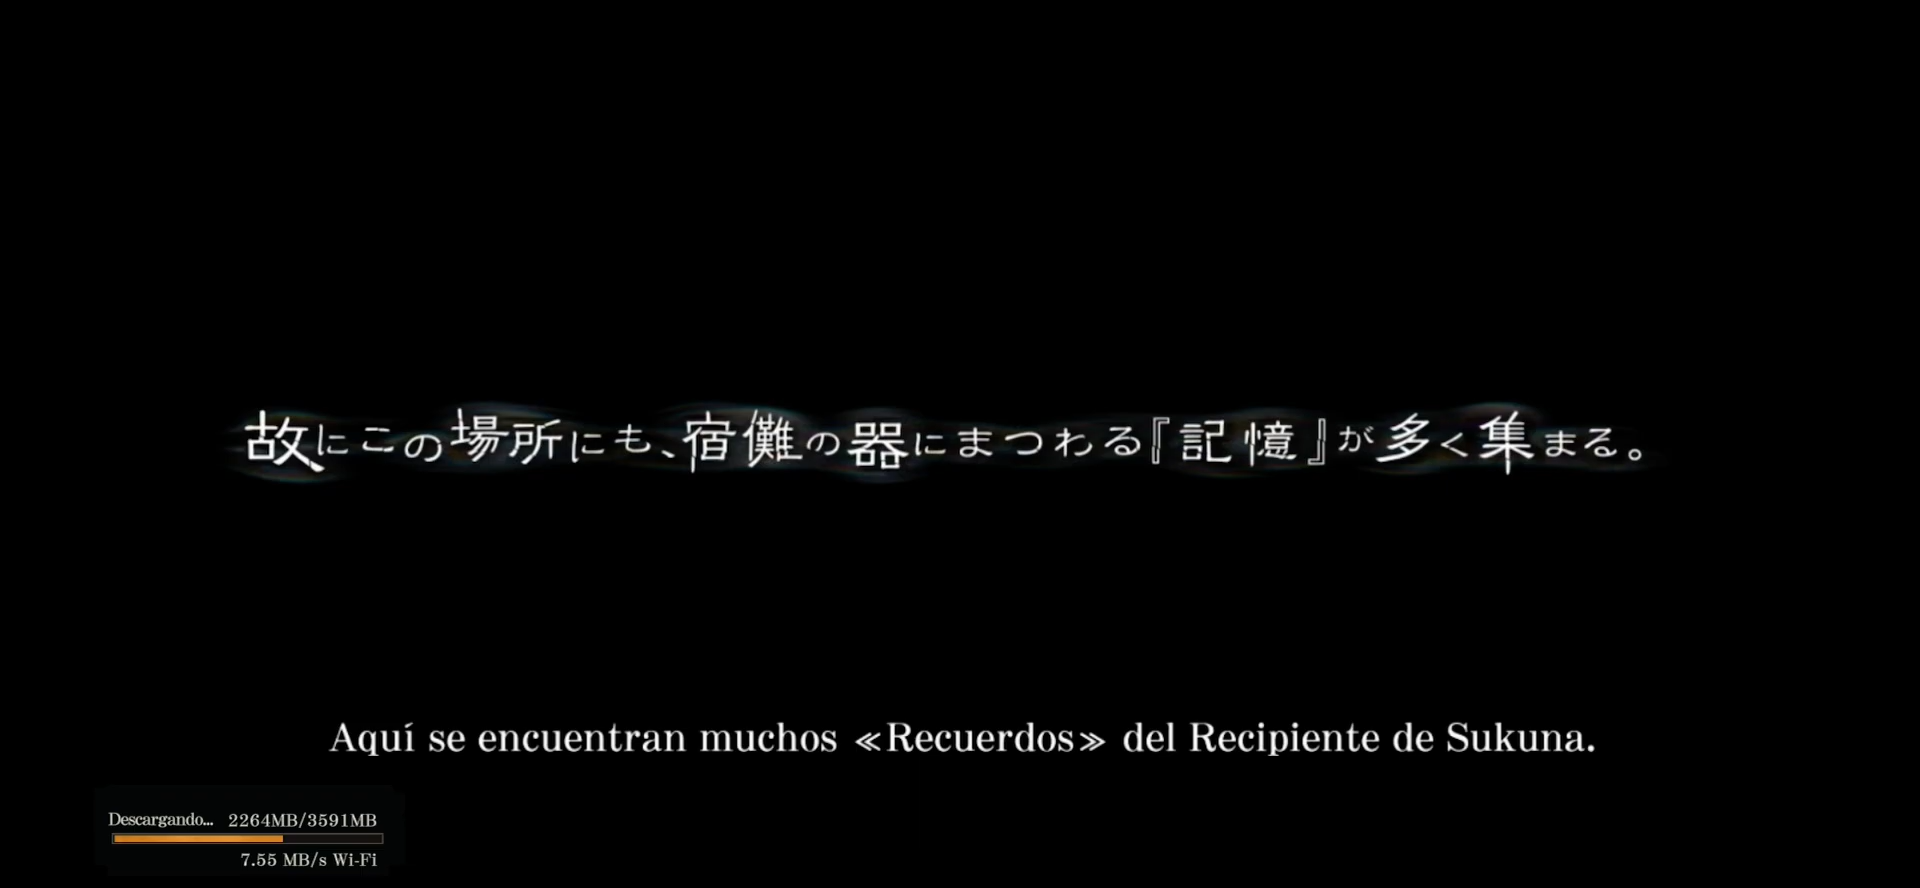 故にこの場所にも、宿儺の器にまつわる『記憶』が多く集まる。
Aquí se encuentran muchos ≪Recuerdos≫ del Recipiente de Sukuna.
Descargando... 2264MB/3591MB
7.55 MB/s Wi-Fi